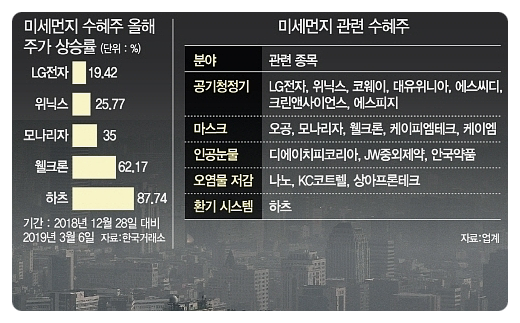 미세먼지 수혜주 올해
주가 상승률 (단위 : %)
LG전자 19.42
위닉스 25.77
모나리자 35
웰크론 62.17
하츠 87.74
기간 : 2018년 12월 28일 대비
2019년 3월 6일 자료:한국거래소
미세먼지 관련 수혜주
분야 관련 종목
공기청정기 LG전자, 위닉스, 코웨이, 대유위니아, 에스씨디,
크린앤사이언스, 에스피지
마스크 오공, 모나리자, 웰크론, 케이피엠테크, 케이엠
인공눈물 디에이치피코리아, JW중외제약, 안국약품
오염물 저감 나노, KC코트렐, 상아프론테크
환기 시스템 하츠
자료:업계